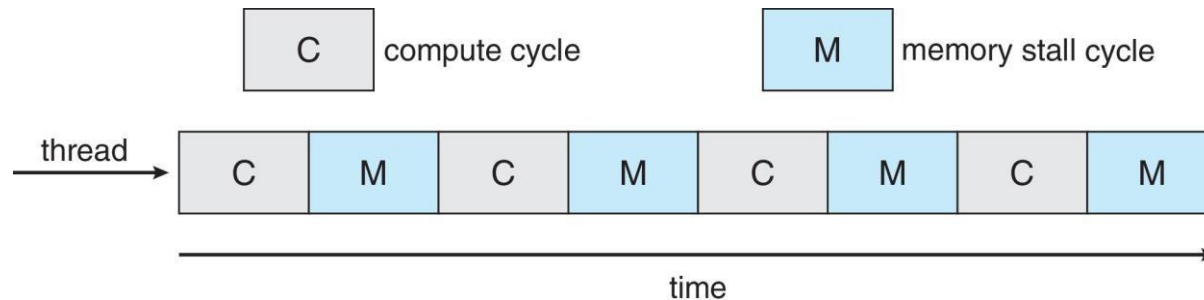 C compute cycle M memory stall cycle
thread
C M C M C M C M
time